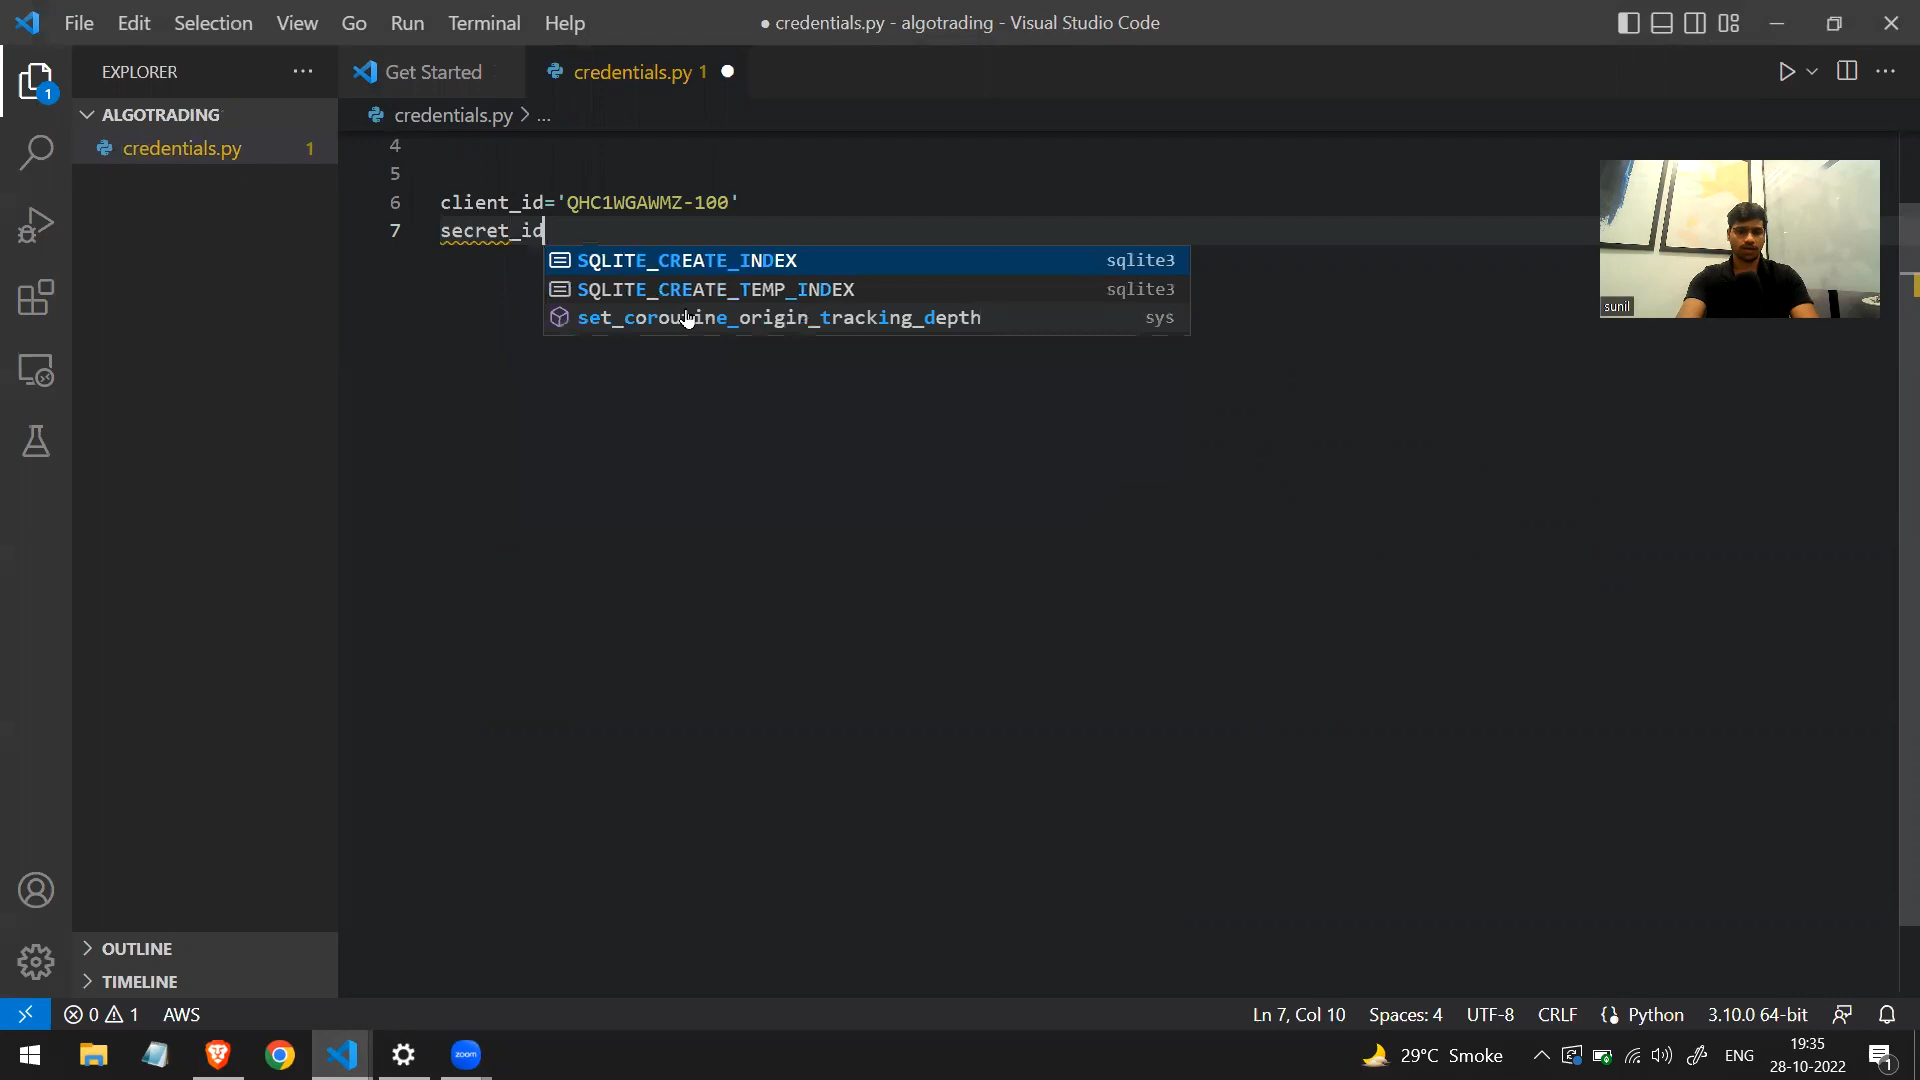 File Edit Selection View Go Run Terminal Help
● credentials.py - algotrading - Visual Studio Code
EXPLORER
Get Started
credentials.py 1
ALGOTRADING
credentials.py 1
credentials.py > ...
4
5
6 client_id='QHC1WGAWMZ-100'
7 secret_id
SQLITE_CREATE_INDEX sqlite3
SQLITE_CREATE_TEMP_INDEX sqlite3
set_coroutine_origin_tracking_depth sys
sunil
1
OUTLINE
TIMELINE
0 1 AWS
Ln 7, Col 10 Spaces: 4 UTF-8 CRLF Python 3.10.0 64-bit
zoom
29°C Smoke
ENG
19:35
28-10-2022
1